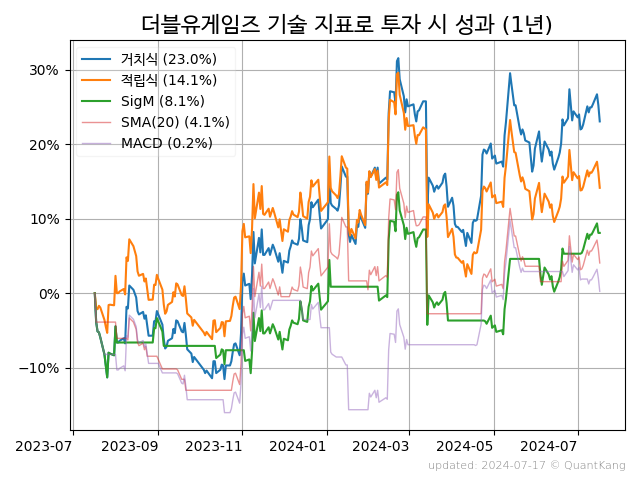 더블유게임즈 기술 지표로 투자 시 성과 (1년)
거치식 (23.0%)
적립식 (14.1%)
SigM (8.1%)
SMA(20) (4.1%)
MACD (0.2%)
30%
20%
10%
0%
−10%
2023-07 2023-09 2023-11 2024-01 2024-03 2024-05 2024-07
updated: 2024-07-17 © QuantKang